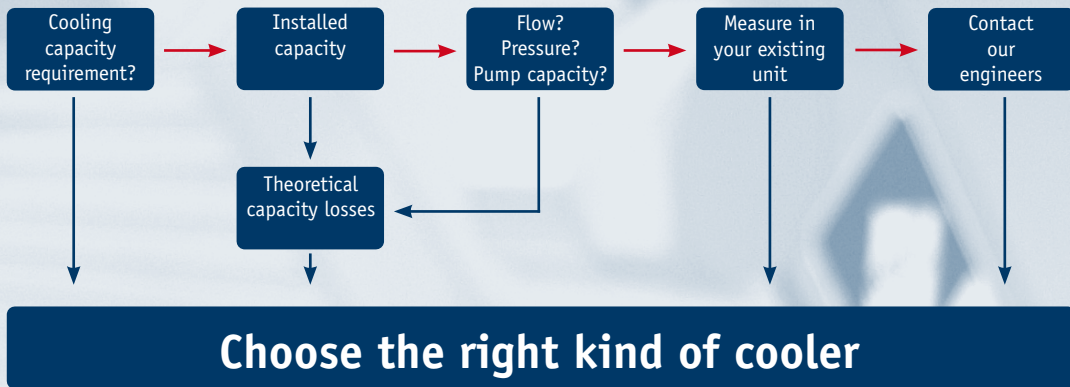 Cooling
capacity
requirement?
Installed
capacity
Flow?
Pressure?
Pump capacity?
Measure in
your existing
unit
Contact
our
engineers
Theoretical
capacity losses
Choose the right kind of cooler